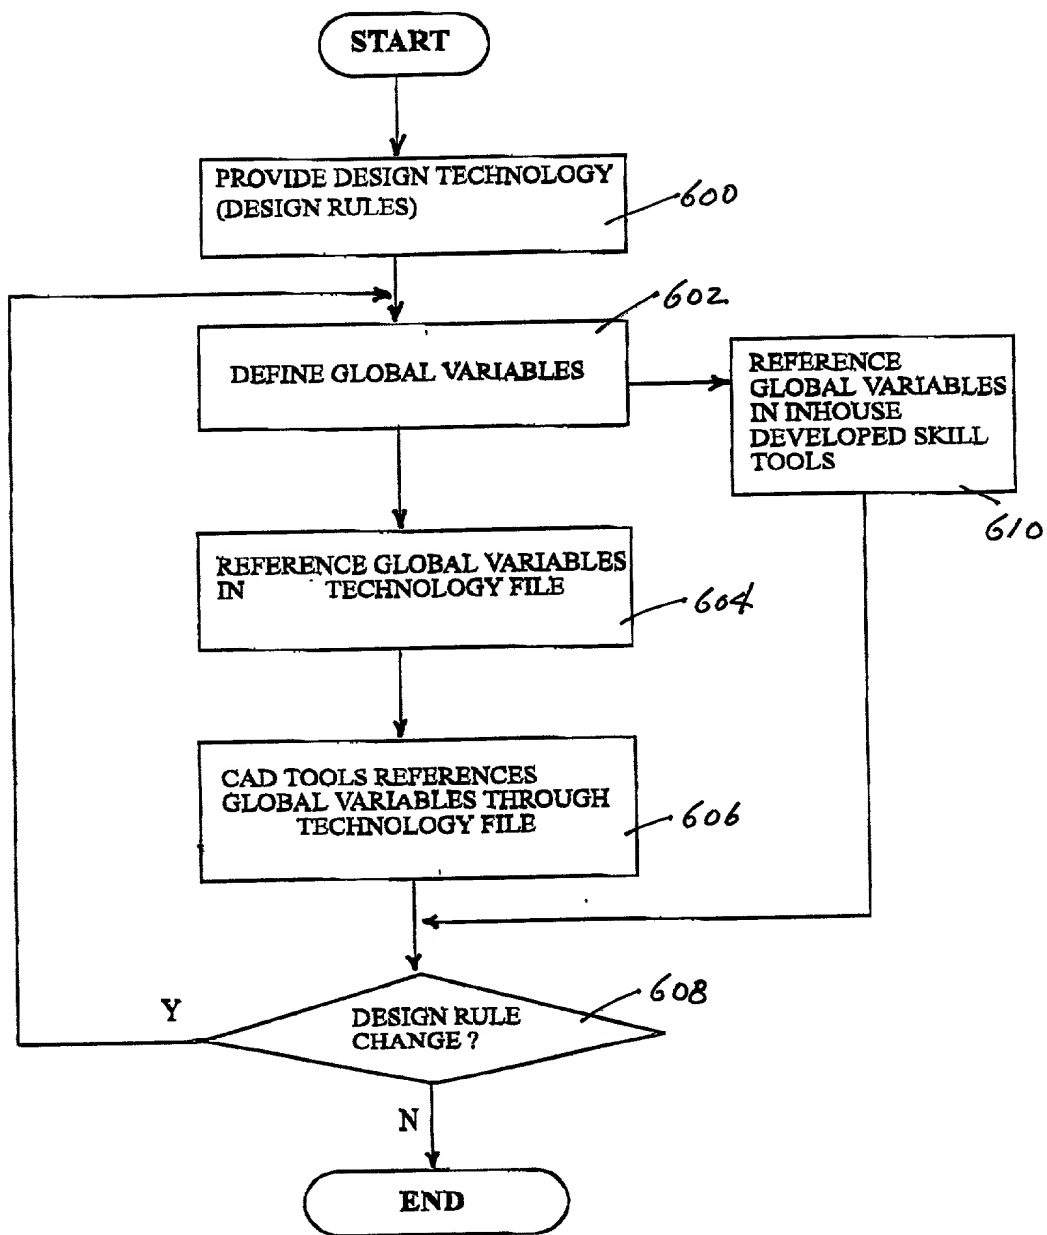 START
PROVIDE DESIGN TECHNOLOGY
(DESIGN RULES)
600
602
DEFINE GLOBAL VARIABLES
REFERENCE
GLOBAL VARIABLES
IN INHOUSE
DEVELOPED SKILL
TOOLS
610
REFERENCE GLOBAL VARIABLES
IN TECHNOLOGY FILE
604
CAD TOOLS REFERENCES
GLOBAL VARIABLES THROUGH
TECHNOLOGY FILE
606
608
Y
DESIGN RULE
CHANGE ?
N
END